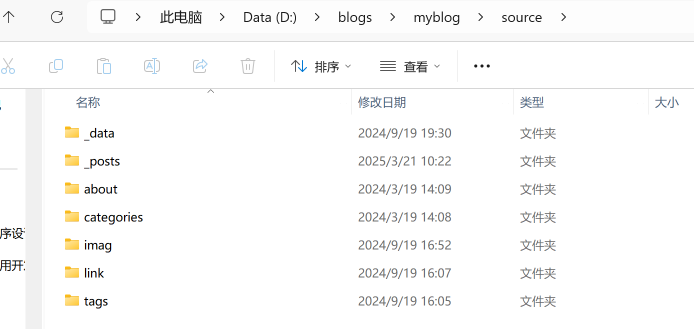 此电脑 > Data (D:) > blogs > myblog > source >
排序 查看 ...
名称 修改日期 类型 大小
_data 2024/9/19 19:30 文件夹
_posts 2025/3/21 10:22 文件夹
about 2024/3/19 14:09 文件夹
categories 2024/3/19 14:08 文件夹
imag 2024/9/19 16:52 文件夹
序设
用开
link 2024/9/19 16:07 文件夹
tags 2024/9/19 16:05 文件夹